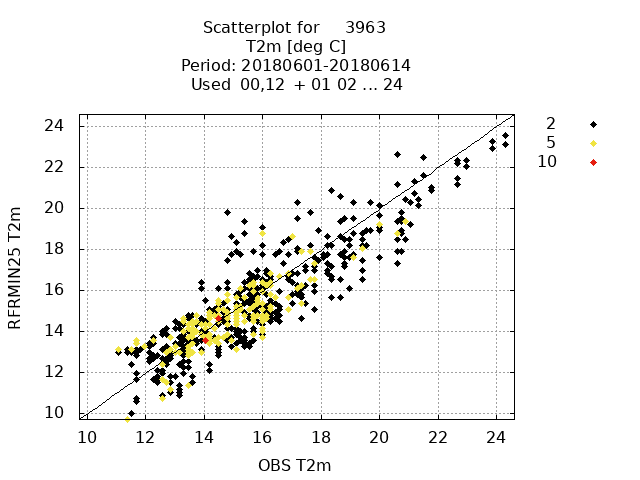 Scatterplot for 3963
T2m [deg C]
Period: 20180601-20180614
Used 00,12 + 01 02 ... 24
RFRMIN25 T2m
24
22
20
18
16
14
12
10
10 12 14 16 18 20 22 24
OBS T2m
2
5
10